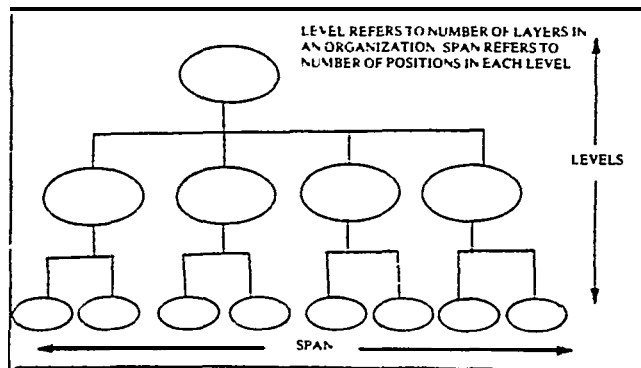 LEVEL REFERS TO NUMBER OF LAYERS IN
AN ORGANIZATION SPAN REFERS TO
NUMBER OF POSITIONS IN EACH LEVEL
LEVELS
SPAN